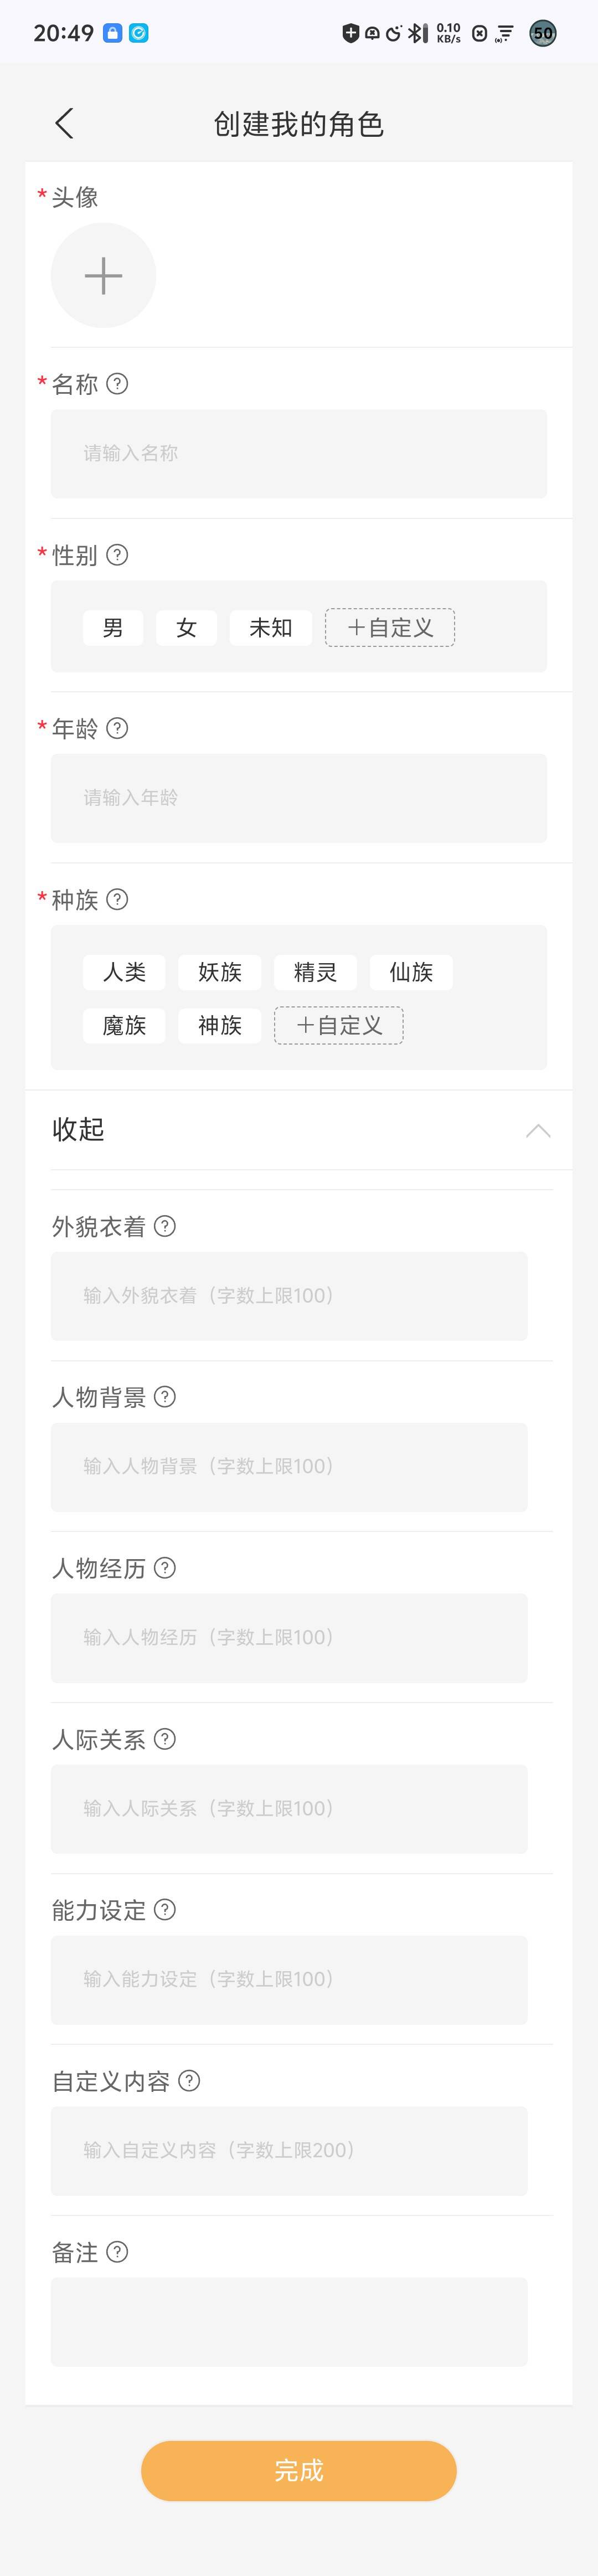 20:49 0.10 KB/s 50
创建我的角色
* 头像
* 名称 ?
请输入名称
* 性别 ?
男 女 未知 +自定义
* 年龄 ?
请输入年龄
* 种族 ?
人类 妖族 精灵 仙族
魔族 神族 +自定义
收起
外貌衣着 ?
输入外貌衣着（字数上限100）
人物背景 ?
输入人物背景（字数上限100）
人物经历 ?
输入人物经历（字数上限100）
人际关系 ?
输入人际关系（字数上限100）
能力设定 ?
输入能力设定（字数上限100）
自定义内容 ?
输入自定义内容（字数上限200）
备注 ?
完成